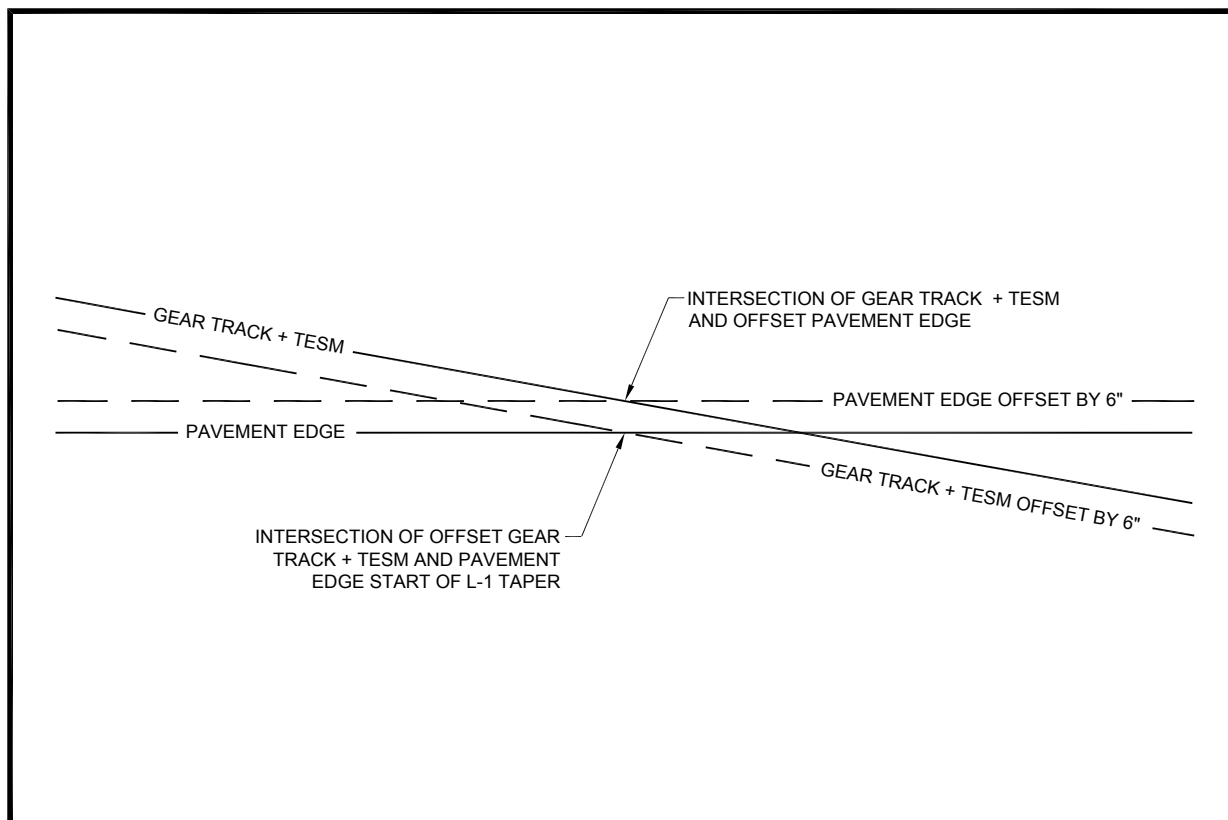 INTERSECTION OF GEAR TRACK + TESM
AND OFFSET PAVEMENT EDGE
GEAR TRACK + TESM
PAVEMENT EDGE OFFSET BY 6"
PAVEMENT EDGE
GEAR TRACK + TESM OFFSET BY 6"
INTERSECTION OF OFFSET GEAR
TRACK + TESM AND PAVEMENT
EDGE START OF L-1 TAPER